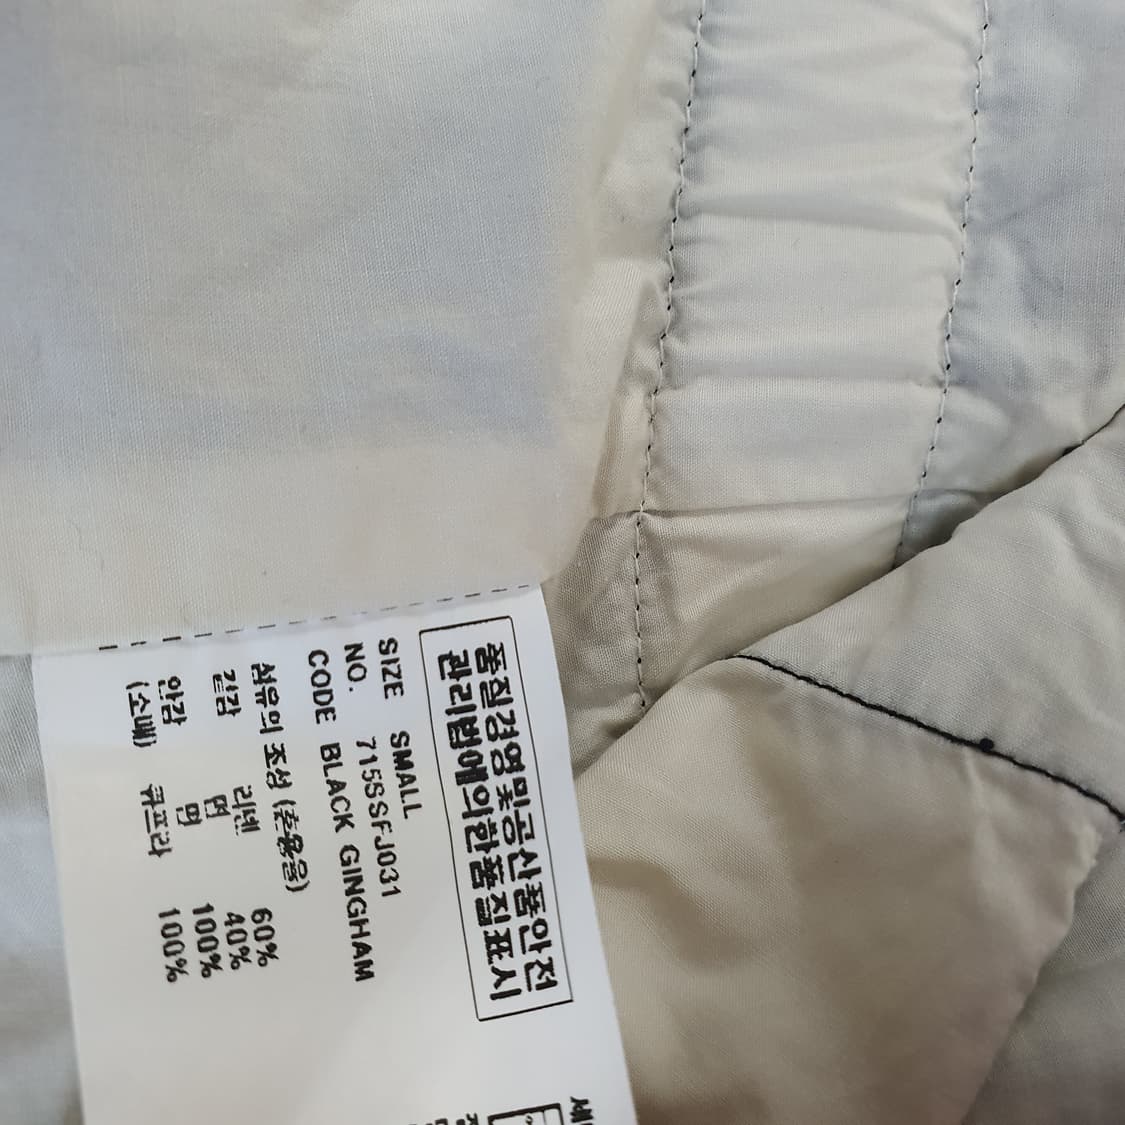 품질경영및공산품안전
관리법에의한품질표시
SIZE SMALL
NO. 715SSFJ031
CODE BLACK GINGHAM
섬유의 조성 (혼용율)
겉감 리넨 60%
면 40%
안감 면 100%
(소매) 큐프라 100%